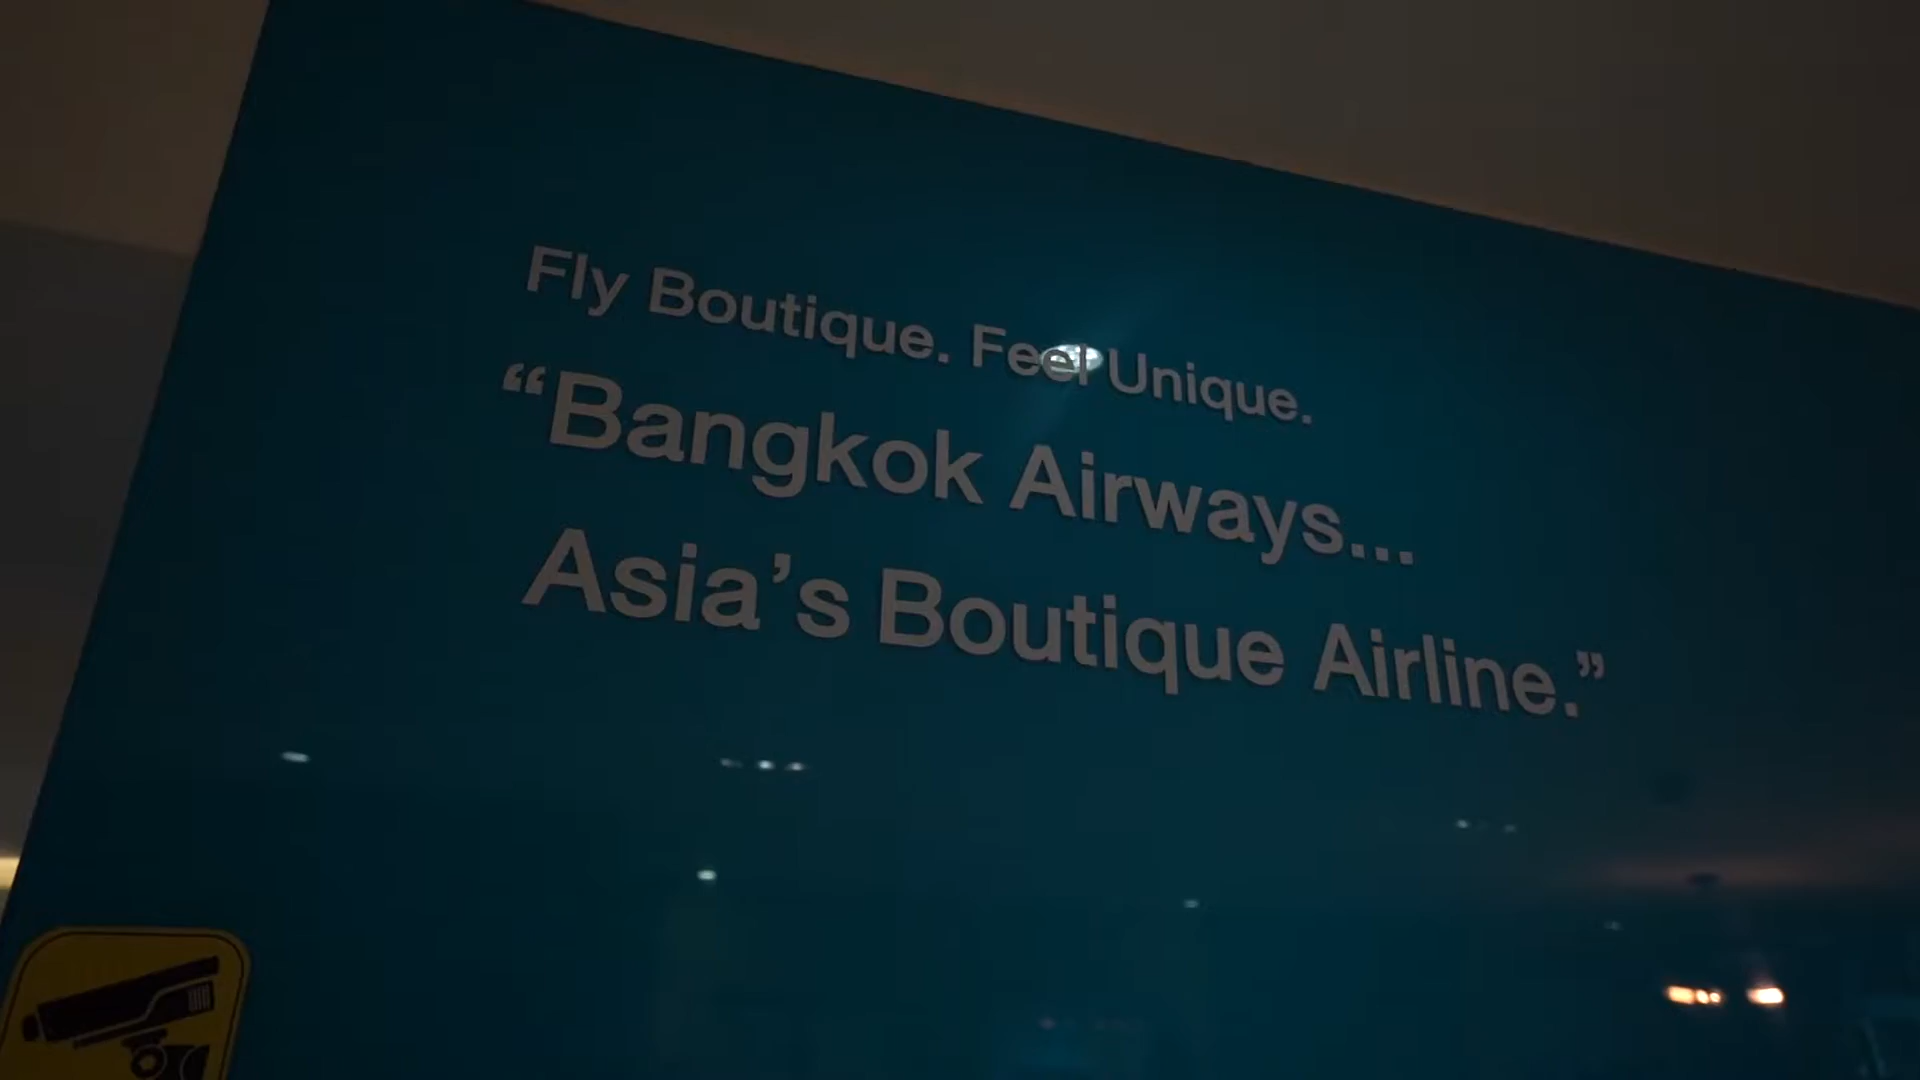 Fly Boutique. Feel Unique.
“Bangkok Airways...
Asia’s Boutique Airline.”